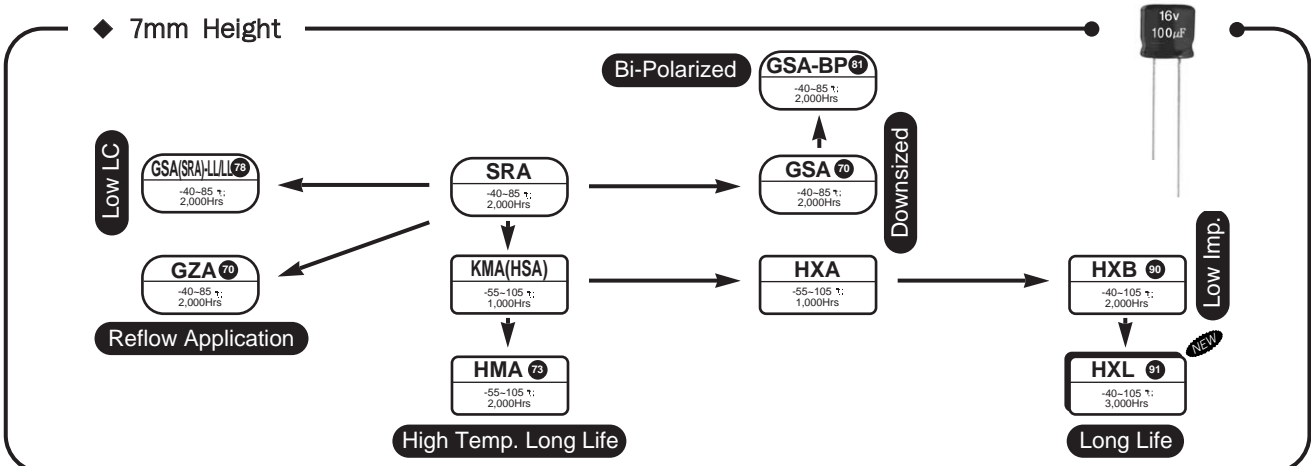 ◆ 7mm Height
16v
100μF
Bi-Polarized
GSA-BP 81
-40~85 ℃
2,000Hrs
Low LC
GSA(SRA)-LL/LL 78
-40~85 ℃
2,000Hrs
SRA
-40~85 ℃
2,000Hrs
GSA 70
-40~85 ℃
2,000Hrs
Downsized
GZA 70
-40~85 ℃
2,000Hrs
Reflow Application
KMA(HSA)
-55~105 ℃
1,000Hrs
HXA
-55~105 ℃
1,000Hrs
HXB 90
-40~105 ℃
2,000Hrs
Low Imp.
NEW
HMA 73
-55~105 ℃
2,000Hrs
High Temp. Long Life
HXL 91
-40~105 ℃
3,000Hrs
Long Life